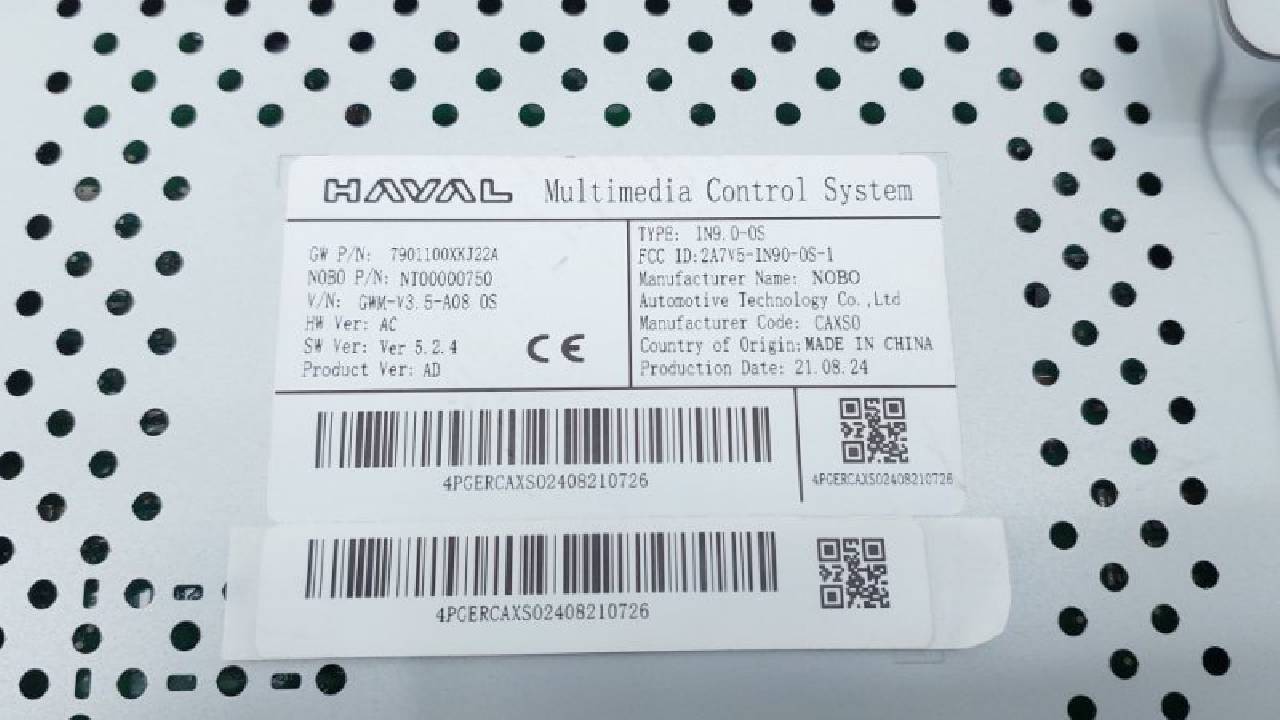 HAVAL Multimedia Control System
GW P/N: 7901100XKJ22A
NOBO P/N: NT00000750
V/N: GWM-V3.5-A08 OS
HW Ver: AC
SW Ver: Ver 5.2.4
Product Ver: AD
CE
TYPE: IN9.0-OS
FCC ID:2A7V5-IN90-OS-1
Manufacturer Name: NOBO
Automotive Technology Co.,Ltd
Manufacturer Code: CAXS0
Country of Origin:MADE IN CHINA
Production Date: 21.08.24
4PGERCAXS02408210726
4PGERCAXS02408210726
4PGERCAXS02408210726